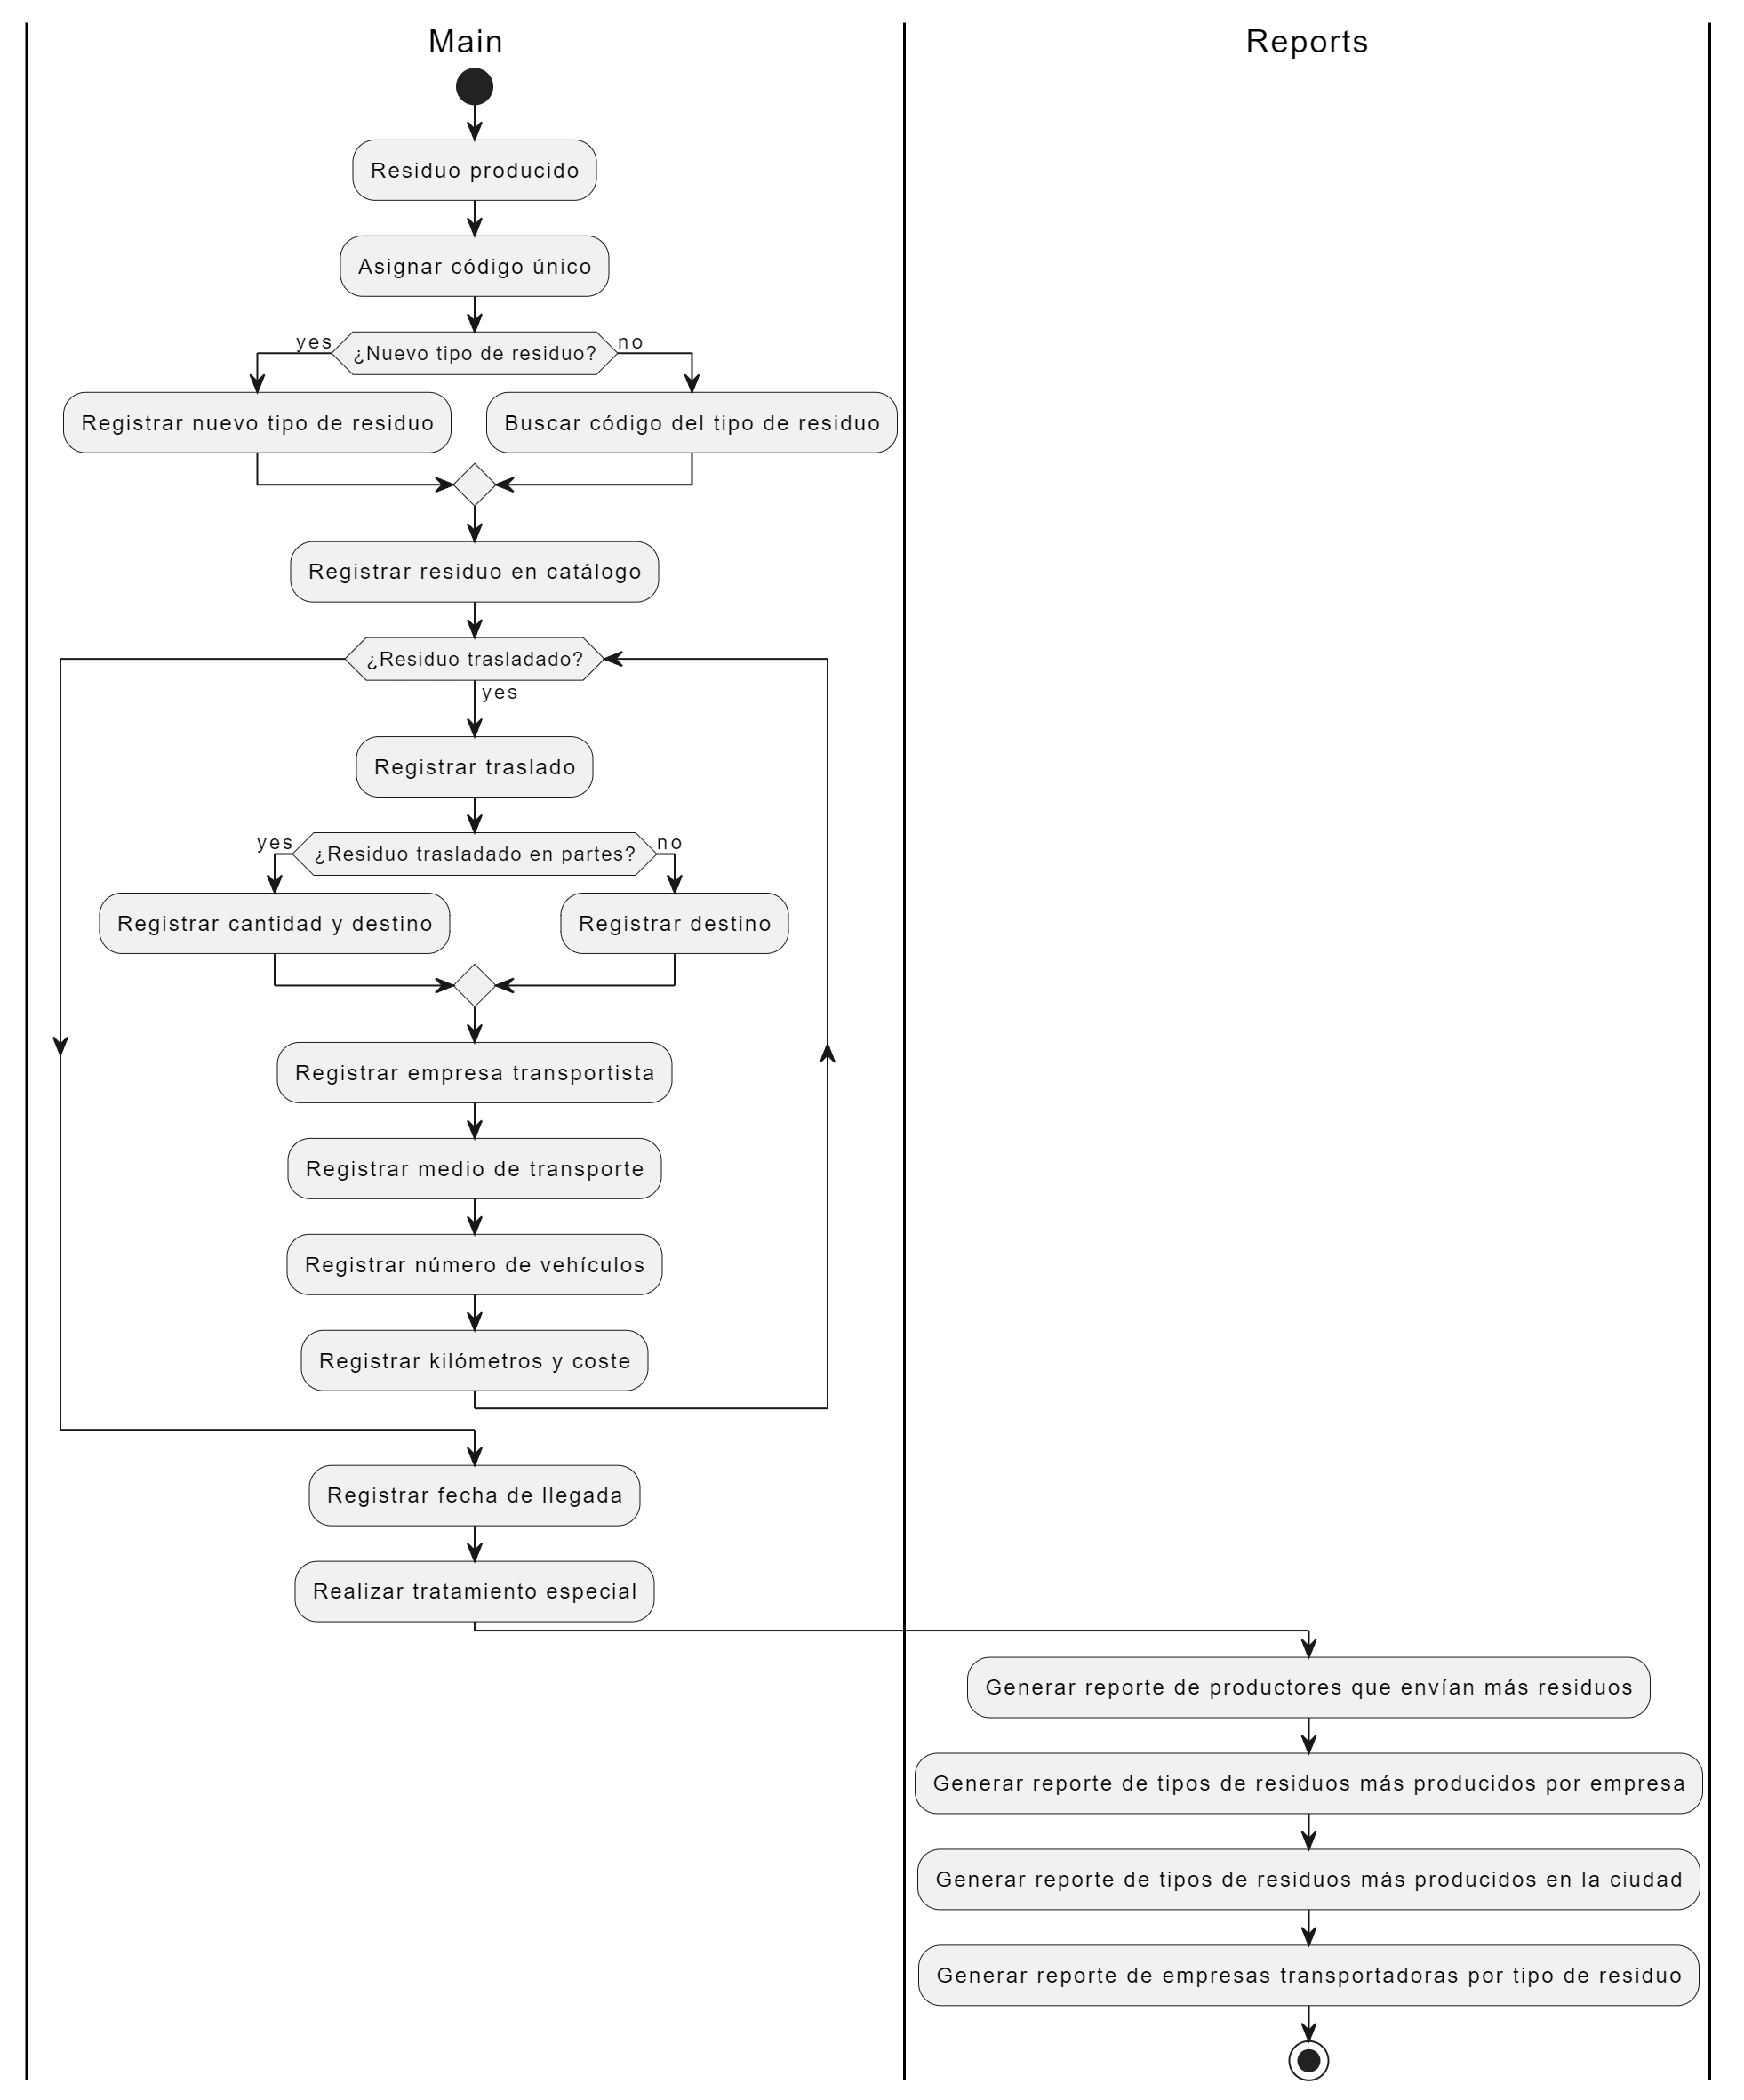 Main
Reports
Residuo producido
Asignar código único
yes
¿Nuevo tipo de residuo?
no
Registrar nuevo tipo de residuo
Buscar código del tipo de residuo
Registrar residuo en catálogo
¿Residuo trasladado?
yes
Registrar traslado
yes
¿Residuo trasladado en partes?
no
Registrar cantidad y destino
Registrar destino
Registrar empresa transportista
Registrar medio de transporte
Registrar número de vehículos
Registrar kilómetros y coste
Registrar fecha de llegada
Realizar tratamiento especial
Generar reporte de productores que envían más residuos
Generar reporte de tipos de residuos más producidos por empresa
Generar reporte de tipos de residuos más producidos en la ciudad
Generar reporte de empresas transportadoras por tipo de residuo